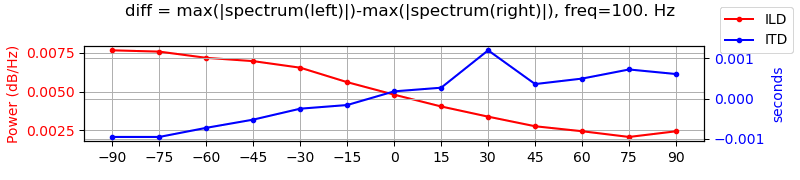 diff = max(|spectrum(left)|)-max(|spectrum(right)|), freq=100. Hz
ILD
ITD
Power (dB/Hz)
0.0075
0.0050
0.0025
0.001
0.000
−0.001
seconds
−90 −75 −60 −45 −30 −15 0 15 30 45 60 75 90